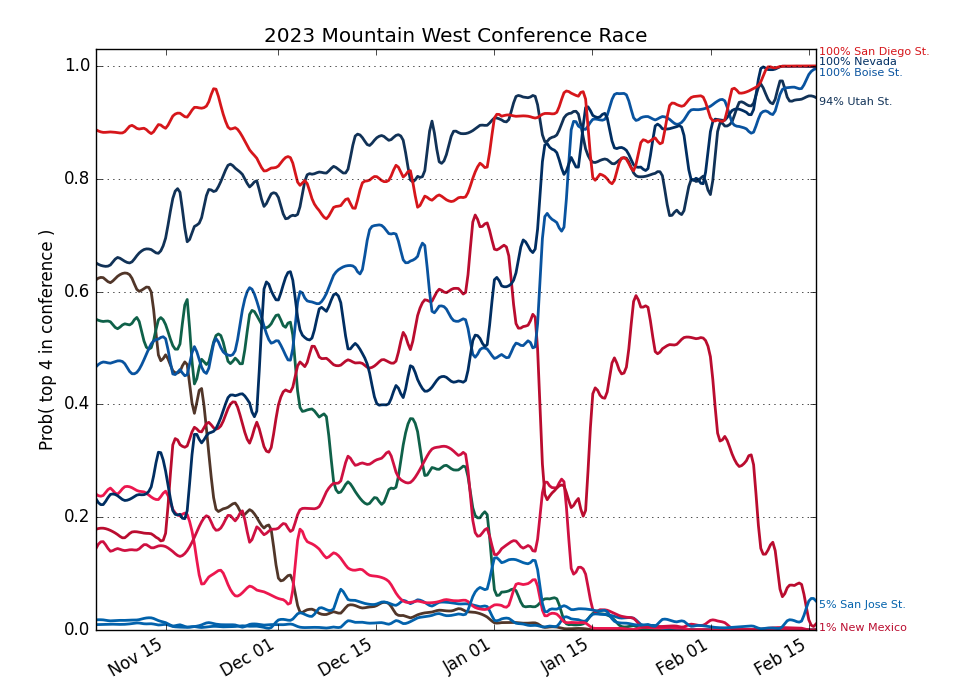 2023 Mountain West Conference Race
Prob( top 4 in conference )
1.0
0.8
0.6
0.4
0.2
0.0
Nov 15
Dec 01
Dec 15
Jan 01
Jan 15
Feb 01
Feb 15
100% San Diego St.
100% Nevada
100% Boise St.
94% Utah St.
5% San Jose St.
1% New Mexico